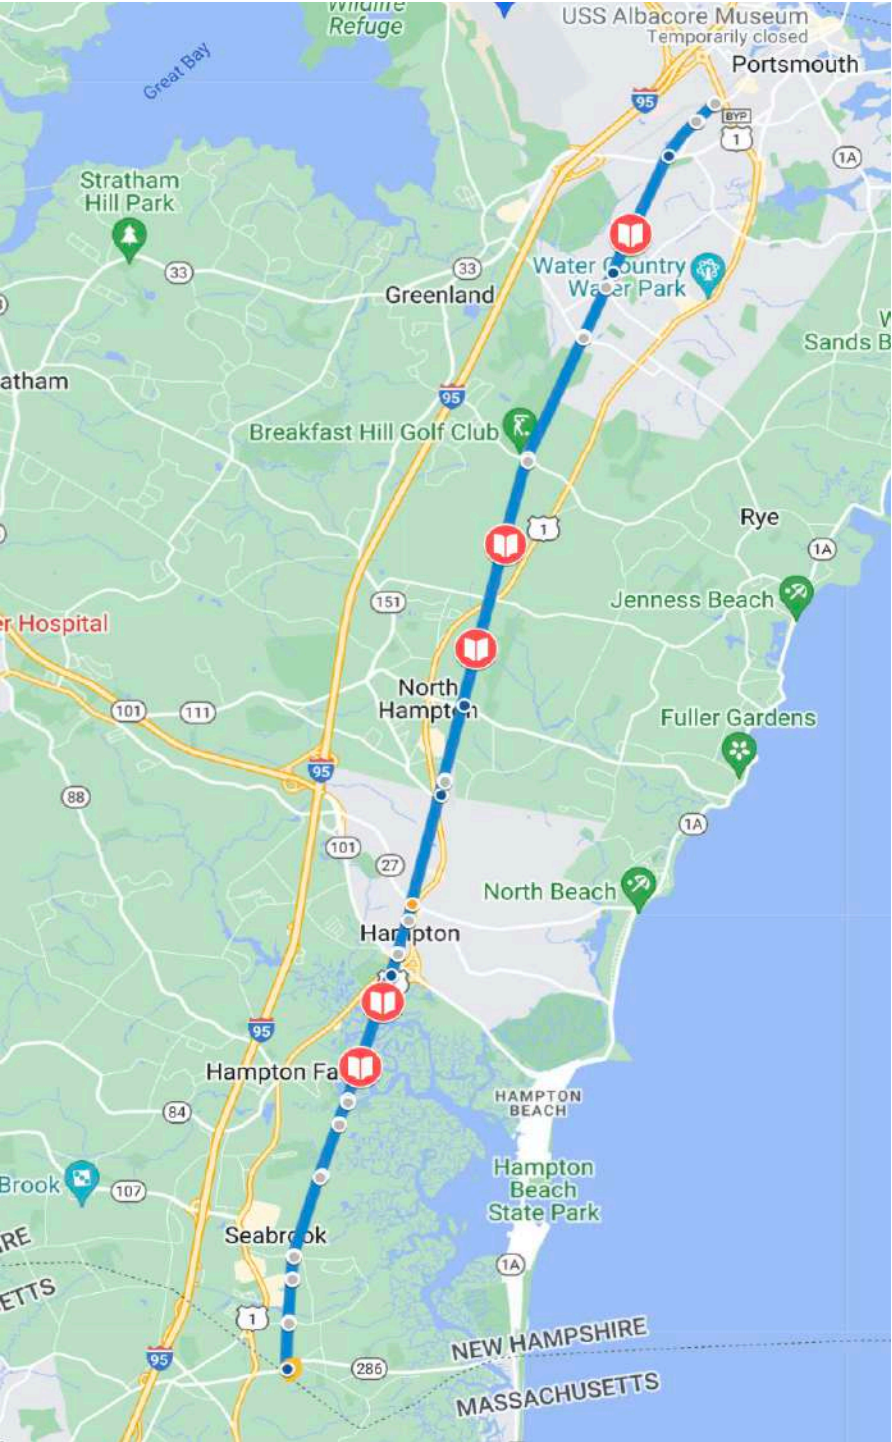 Wildlife
Refuge
USS Albacore Museum
Temporarily closed
Portsmouth
Great Bay
95
BYP
1
1A
Stratham
Hill Park
33
33
Greenland
Water Country
Water Park
Sands B
atham
95
Breakfast Hill Golf Club
1
Rye
1A
151
Jenness Beach
er Hospital
North
Hampton
101
111
Fuller Gardens
95
88
1A
101
27
North Beach
Hampton
95
Hampton Fa
HAMPTON
BEACH
84
Hampton
Beach
State Park
Brook
107
Seabrook
RE
ETTS
1A
1
NEW HAMPSHIRE
95
286
MASSACHUSETTS